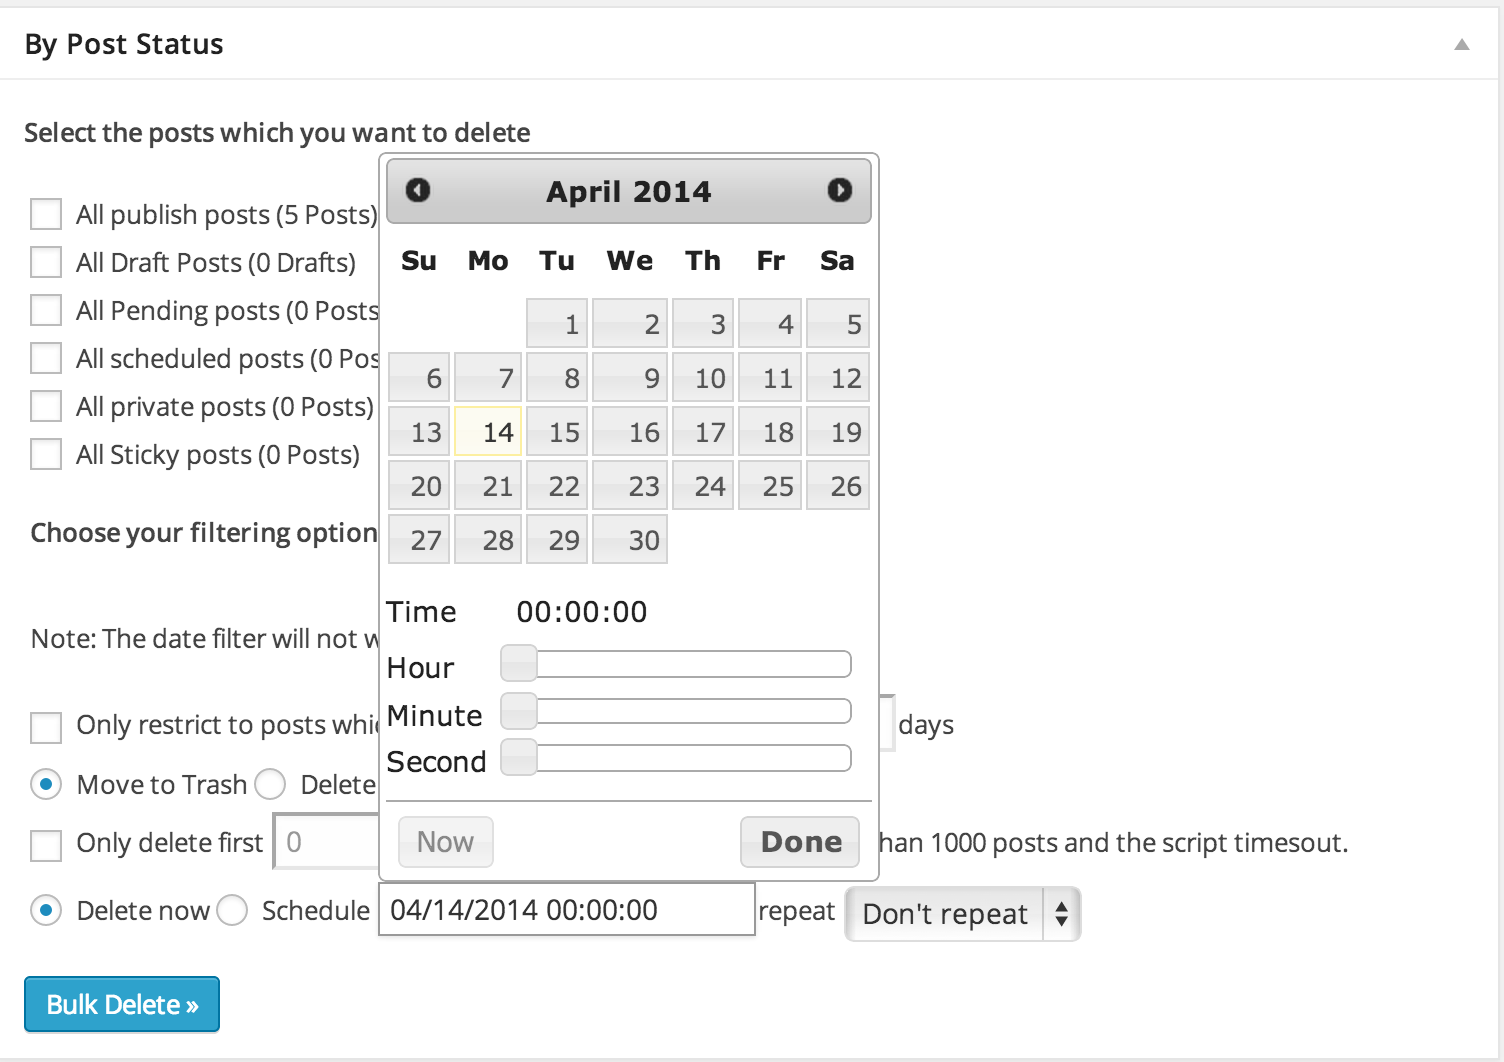 By Post Status
Select the posts which you want to delete
All publish posts (5 Posts)
All Draft Posts (0 Drafts)
All Pending posts (0 Posts
All scheduled posts (0 Pos
All private posts (0 Posts)
All Sticky posts (0 Posts)
Choose your filtering option
Note: The date filter will not w
Only restrict to posts whic
days
Move to Trash Delete
Only delete first 0
han 1000 posts and the script timesout.
Delete now Schedule 04/14/2014 00:00:00 repeat Don't repeat
Bulk Delete »
April 2014
Su Mo Tu We Th Fr Sa
1 2 3 4 5
6 7 8 9 10 11 12
13 14 15 16 17 18 19
20 21 22 23 24 25 26
27 28 29 30
Time 00:00:00
Hour
Minute
Second
Now Done